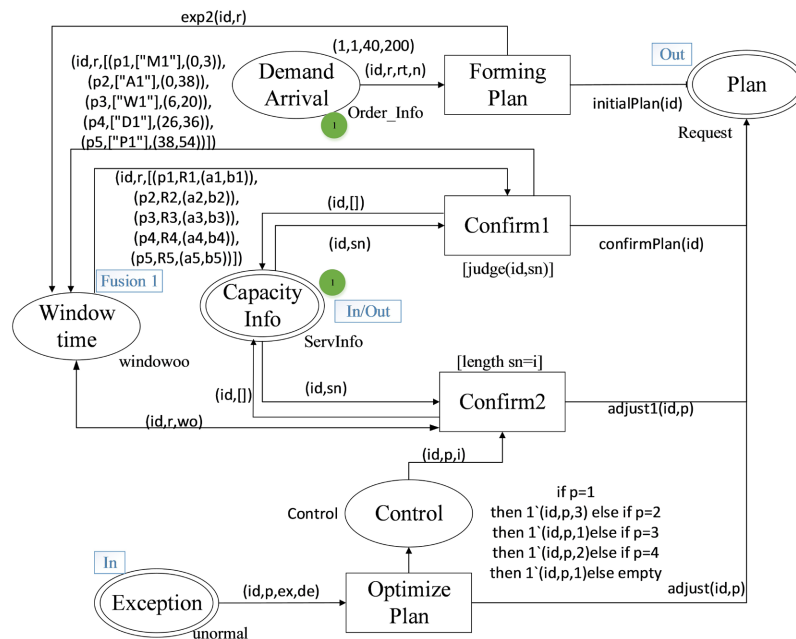 exp2(id,r)
(1,1,40,200)
(id,r,[(p1,["M1"],(0,3)),
(p2,["A1"],(0,38)),
(p3,["W1"],(6,20)),
(p4,["D1"],(26,36)),
(p5,["P1"],(38,54))])
Demand
Arrival
(id,r,rt,n)
Order_Info
1
Forming
Plan
initialPlan(id)
Out
Plan
Request
(id,r,[(p1,R1,(a1,b1)),
(p2,R2,(a2,b2)),
(p3,R3,(a3,b3)),
(p4,R4,(a4,b4)),
(p5,R5,(a5,b5))])
(id,[])
(id,sn)
Confirm1
[judge(id,sn)]
confirmPlan(id)
Fusion 1
Window
time
windowoo
Capacity
Info
1
In/Out
ServInfo
(id,[])
(id,sn)
[length sn=i]
Confirm2
adjust1(id,p)
(id,r,wo)
(id,p,i)
Control
Control
if p=1
then 1`(id,p,3) else if p=2
then 1`(id,p,1)else if p=3
then 1`(id,p,2)else if p=4
then 1`(id,p,1)else empty
In
Exception
unormal
(id,p,ex,de)
Optimize
Plan
adjust(id,p)